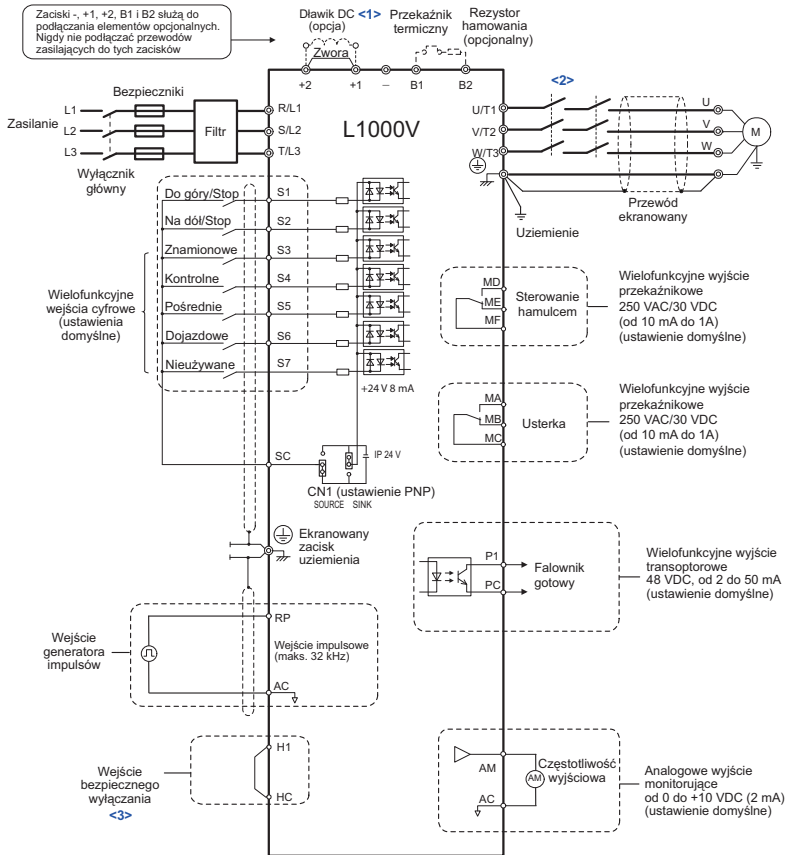 Zaciski -, +1, +2, B1 i B2 służą do
podłączania elementów opcjonalnych.
Nigdy nie podłączać przewodów
zasilających do tych zacisków
Dławik DC <1>
(opcja)
Zwora
Przekaźnik
termiczny
Rezystor
hamowania
(opcjonalny)
+2
+1
–
B1
B2
<2>
Bezpieczniki
Zasilanie
L1
L2
L3
Filtr
R/L1
S/L2
T/L3
Wyłącznik
główny
L1000V
U/T1
V/T2
W/T3
U
V
W
M
Przewód
ekranowany
Uziemienie
Do góry/Stop
S1
Na dół/Stop
S2
Znamionowe
S3
Kontrolne
S4
Pośrednie
S5
Dojazdowe
S6
Nieużywane
S7
Wielofunkcyjne
wejścia cyfrowe
(ustawienia
domyślne)
+24 V 8 mA
SC
IP 24 V
CN1 (ustawienie PNP)
SOURCE SINK
Ekranowany
zacisk
uziemienia
MD
ME
MF
Sterowanie
hamulcem
Wielofunkcyjne wyjście
przekaźnikowe
250 VAC/30 VDC
(od 10 mA do 1A)
(ustawienie domyślne)
MA
MB
MC
Usterka
Wielofunkcyjne wyjście
przekaźnikowe
250 VAC/30 VDC
(od 10 mA do 1A)
(ustawienie domyślne)
P1
PC
Falownik
gotowy
Wielofunkcyjne wyjście
transoptorowe
48 VDC, od 2 do 50 mA
(ustawienie domyślne)
Wejście
generatora
impulsów
RP
Wejście impulsowe
(maks. 32 kHz)
AC
H1
HC
Wejście
bezpiecznego
wyłączania
<3>
AM
AM
AC
Częstotliwość
wyjściowa
Analogowe wyjście
monitorujące
od 0 do +10 VDC (2 mA)
(ustawienie domyślne)